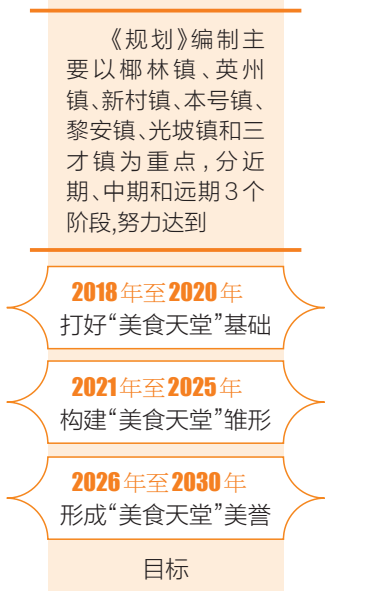 《规划》编制主
要以椰林镇、英州
镇、新村镇、本号镇、
黎安镇、光坡镇和三
才镇为重点,分近
期、中期和远期3个
阶段,努力达到
2018年至2020年
打好“美食天堂”基础
2021年至2025年
构建“美食天堂”雏形
2026年至2030年
形成“美食天堂”美誉
目标